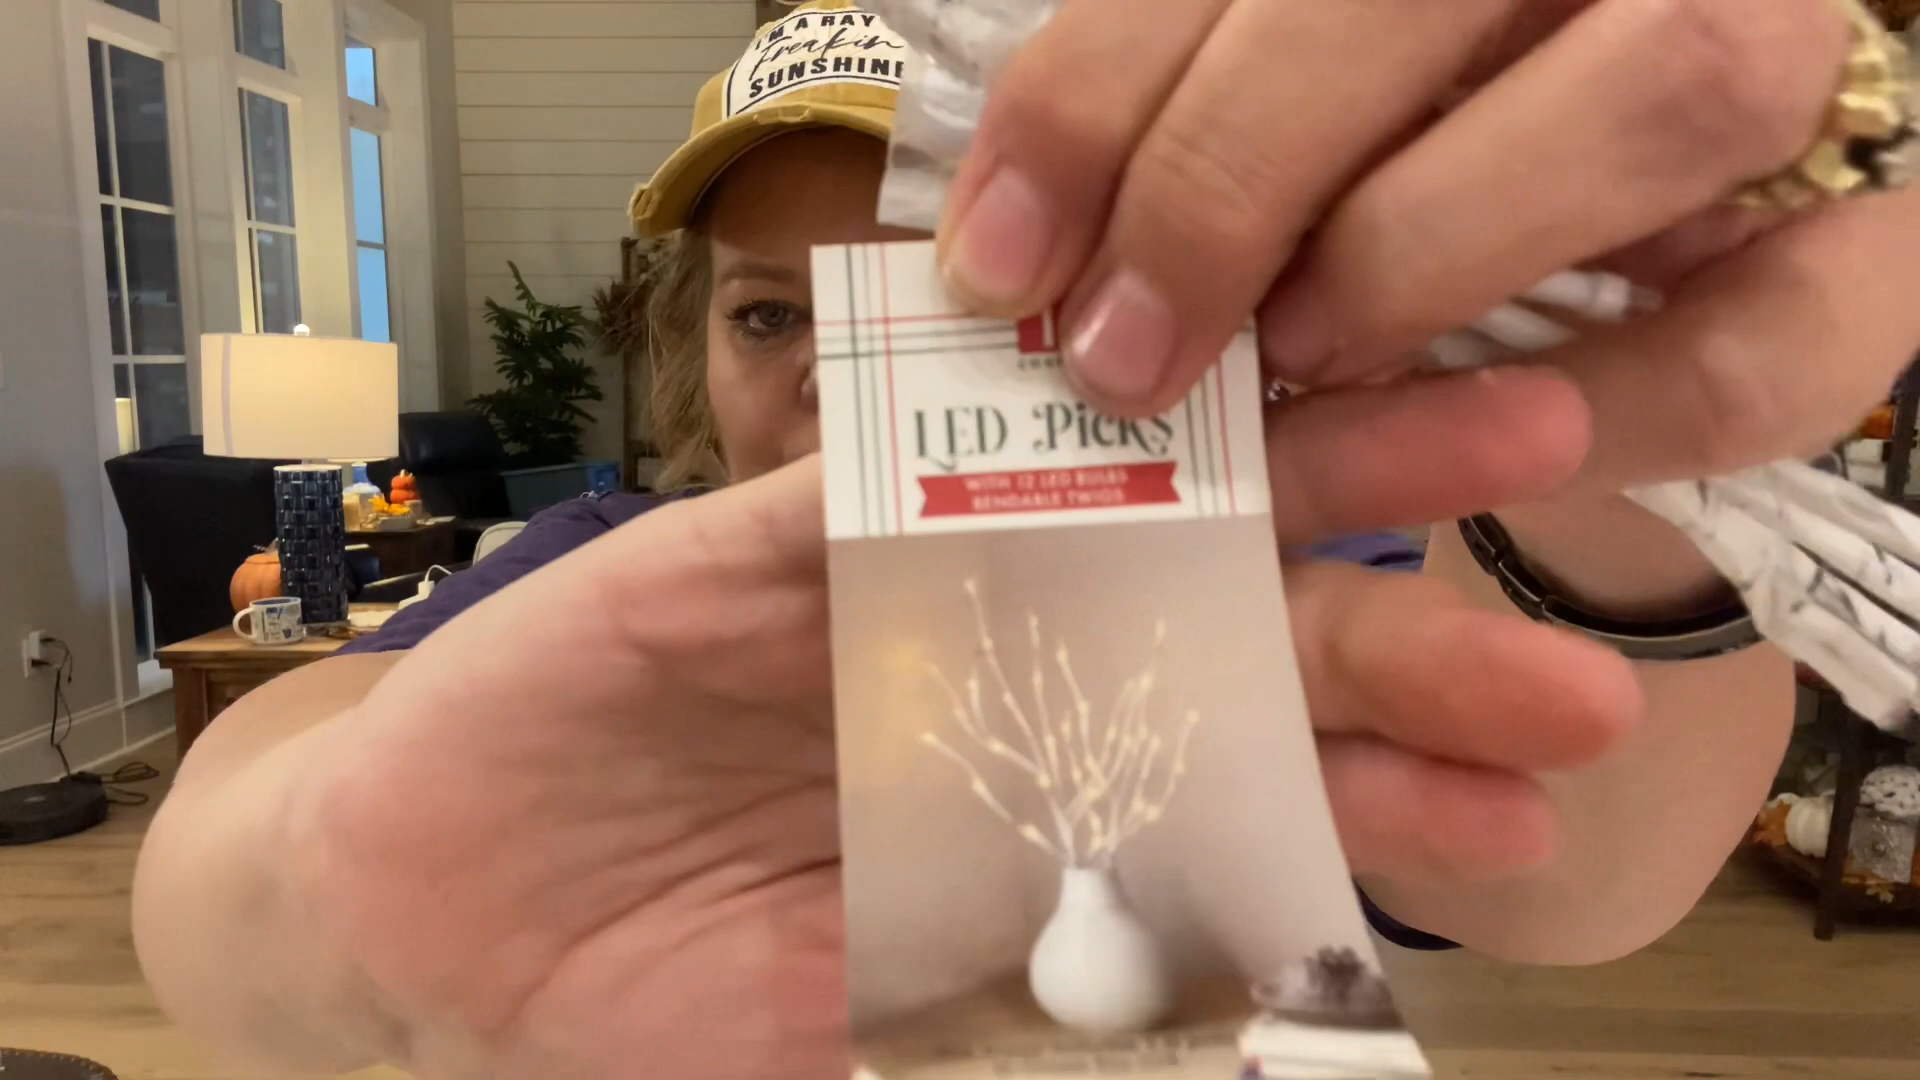 I'M A RAY
Freakin
SUNSHINE
LED Picks
WITH 12 LED BULBS
BENDABLE TWIGS